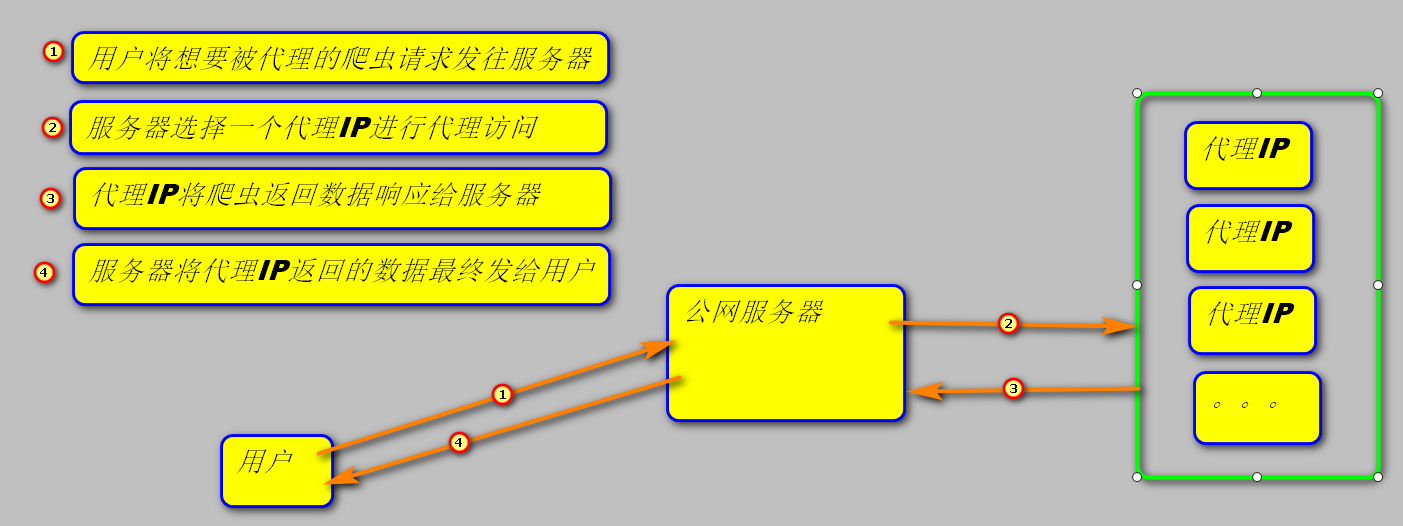 1 用户将想要被代理的爬虫请求发往服务器
2 服务器选择一个代理IP进行代理访问
3 代理IP将爬虫返回数据响应给服务器
4 服务器将代理IP返回的数据最终发给用户
代理IP
代理IP
代理IP
。。。
公网服务器
2
3
1
4
用户